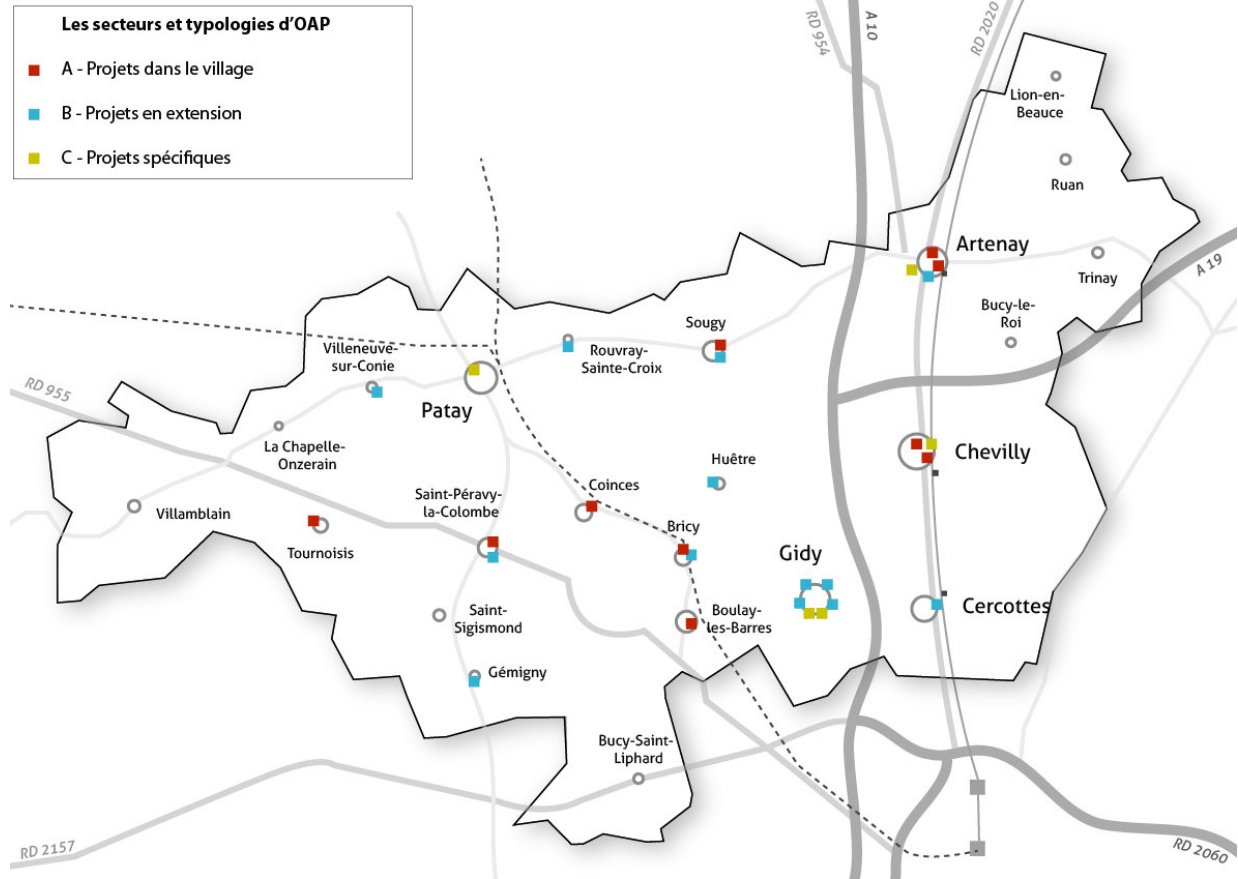 Les secteurs et typologies d'OAP
A - Projets dans le village
B - Projets en extension
C - Projets spécifiques
RD 954
A 10
RD 2020
Lion-en-
Beauce
Ruan
Artenay
Trinay
A 19
Bucy-le-
Roi
Sougy
Rouvray-
Sainte-Croix
Villeneuve-
sur-Conie
RD 955
Patay
La Chapelle-
Onzerain
Chevilly
Huêtre
Coinces
Saint-Péravy-
la-Colombe
Villamblain
Tournoisis
Bricy
Gidy
Cercottes
Saint-
Sigismond
Boulay-
les-Barres
Gémigny
Bucy-Saint-
Liphard
RD 2157
RD 2060